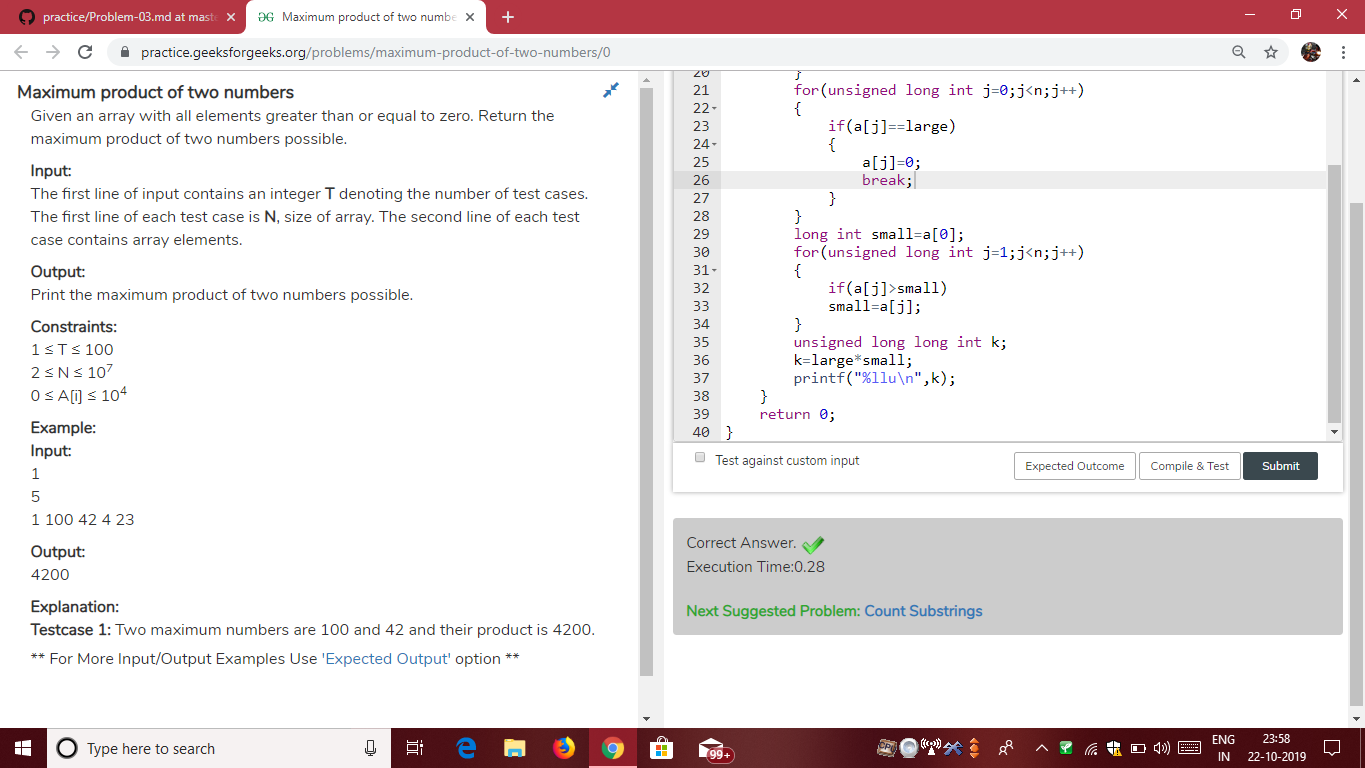 practice/Problem-03.md at maste
Maximum product of two numbe
practice.geeksforgeeks.org/problems/maximum-product-of-two-numbers/0
Maximum product of two numbers
Given an array with all elements greater than or equal to zero. Return the
maximum product of two numbers possible.
Input:
The first line of input contains an integer T denoting the number of test cases.
The first line of each test case is N, size of array. The second line of each test
case contains array elements.
Output:
Print the maximum product of two numbers possible.
Constraints:
1 ≤ T ≤ 100
2 ≤ N ≤ 10⁷
0 ≤ A[i] ≤ 10⁴
Example:
Input:
1
5
1 100 42 4 23
Output:
4200
Explanation:
Testcase 1: Two maximum numbers are 100 and 42 and their product is 4200.
** For More Input/Output Examples Use 'Expected Output' option **
20 }
21 for(unsigned long int j=0;j<n;j++)
22 {
23 if(a[j]==large)
24 {
25 a[j]=0;
26 break;
27 }
28 }
29 long int small=a[0];
30 for(unsigned long int j=1;j<n;j++)
31 {
32 if(a[j]>small)
33 small=a[j];
34 }
35 unsigned long long int k;
36 k=large*small;
37 printf("%llu\n",k);
38 }
39 return 0;
40 }
Test against custom input
Expected Outcome
Compile & Test
Submit
Correct Answer.
Execution Time:0.28
Next Suggested Problem: Count Substrings
Type here to search
99+
ENG
IN
23:58
22-10-2019